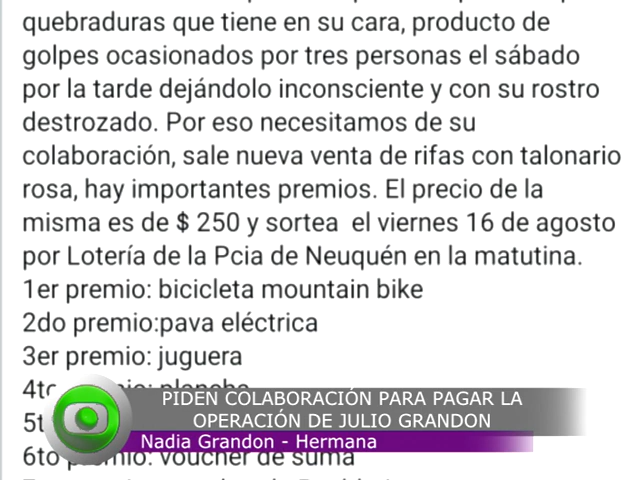 quebraduras que tiene en su cara, producto de
golpes ocasionados por tres personas el sábado
por la tarde dejándolo inconsciente y con su rostro
destrozado. Por eso necesitamos de su
colaboración, sale nueva venta de rifas con talonario
rosa, hay importantes premios. El precio de la
misma es de $ 250 y sortea el viernes 16 de agosto
por Lotería de la Pcia de Neuquén en la matutina.
1er premio: bicicleta mountain bike
2do premio:pava eléctrica
3er premio: juguera
PIDEN COLABORACIÓN PARA PAGAR LA
OPERACIÓN DE JULIO GRANDON
Nadia Grandon - Hermana
6to premio: voucher de suma